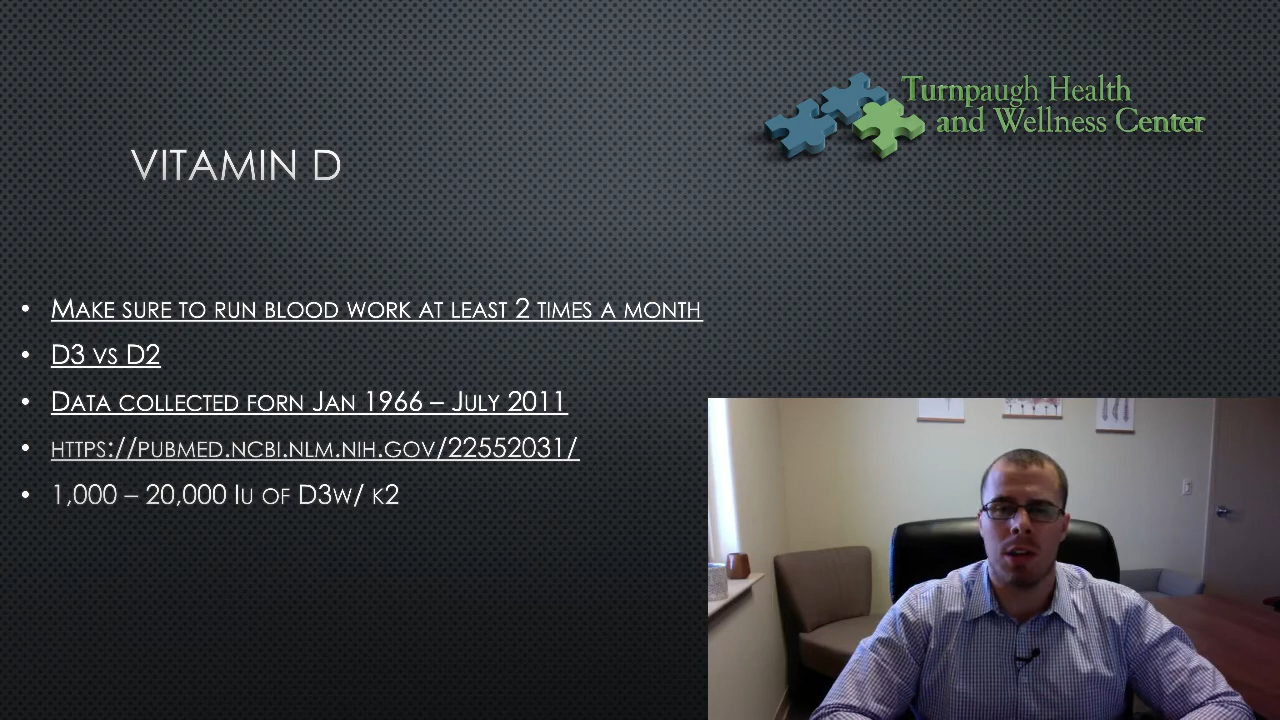 Turnpaugh Health
and Wellness Center
VITAMIN D
• MAKE SURE TO RUN BLOOD WORK AT LEAST 2 TIMES A MONTH
• D3 VS D2
• DATA COLLECTED FORN JAN 1966 – JULY 2011
• HTTPS://PUBMED.NCBI.NLM.NIH.GOV/22552031/
• 1,000 – 20,000 IU OF D3W/ K2